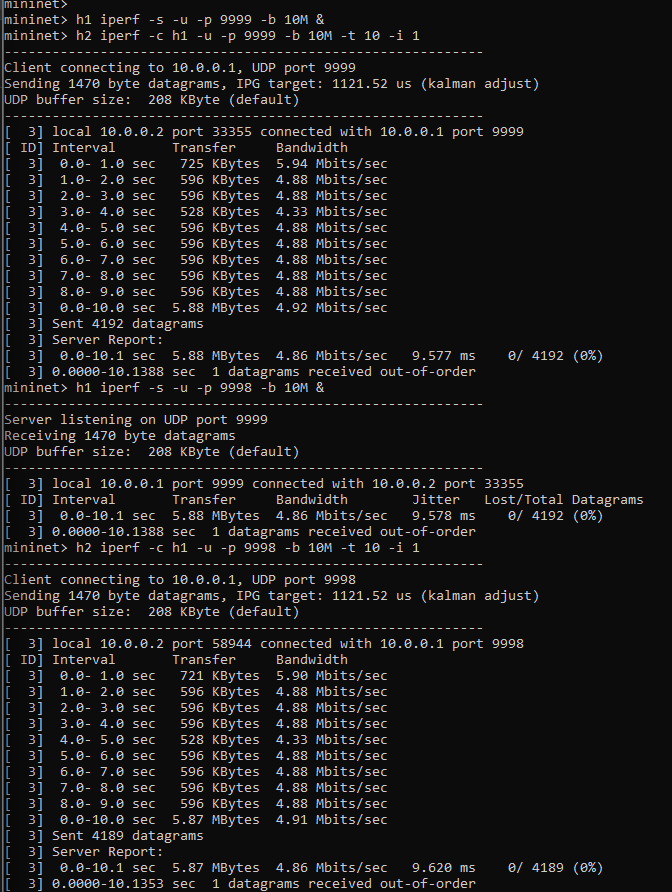 mininet>
mininet> h1 iperf -s -u -p 9999 -b 10M &
mininet> h2 iperf -c h1 -u -p 9999 -b 10M -t 10 -i 1
------------------------------------------------------------
Client connecting to 10.0.0.1, UDP port 9999
Sending 1470 byte datagrams, IPG target: 1121.52 us (kalman adjust)
UDP buffer size:  208 KByte (default)
------------------------------------------------------------
[  3] local 10.0.0.2 port 33355 connected with 10.0.0.1 port 9999
[ ID] Interval       Transfer     Bandwidth
[  3]  0.0- 1.0 sec   725 KBytes  5.94 Mbits/sec
[  3]  1.0- 2.0 sec   596 KBytes  4.88 Mbits/sec
[  3]  2.0- 3.0 sec   596 KBytes  4.88 Mbits/sec
[  3]  3.0- 4.0 sec   528 KBytes  4.33 Mbits/sec
[  3]  4.0- 5.0 sec   596 KBytes  4.88 Mbits/sec
[  3]  5.0- 6.0 sec   596 KBytes  4.88 Mbits/sec
[  3]  6.0- 7.0 sec   596 KBytes  4.88 Mbits/sec
[  3]  7.0- 8.0 sec   596 KBytes  4.88 Mbits/sec
[  3]  8.0- 9.0 sec   596 KBytes  4.88 Mbits/sec
[  3]  0.0-10.0 sec  5.88 MBytes  4.92 Mbits/sec
[  3] Sent 4192 datagrams
[  3] Server Report:
[  3]  0.0-10.1 sec  5.88 MBytes  4.86 Mbits/sec   9.577 ms    0/ 4192 (0%)
[  3] 0.0000-10.1388 sec  1 datagrams received out-of-order
mininet> h1 iperf -s -u -p 9998 -b 10M &
------------------------------------------------------------
Server listening on UDP port 9999
Receiving 1470 byte datagrams
UDP buffer size:  208 KByte (default)
------------------------------------------------------------
[  3] local 10.0.0.1 port 9999 connected with 10.0.0.2 port 33355
[ ID] Interval       Transfer     Bandwidth        Jitter   Lost/Total Datagrams
[  3]  0.0-10.1 sec  5.88 MBytes  4.86 Mbits/sec   9.578 ms    0/ 4192 (0%)
[  3] 0.0000-10.1388 sec  1 datagrams received out-of-order
mininet> h2 iperf -c h1 -u -p 9998 -b 10M -t 10 -i 1
------------------------------------------------------------
Client connecting to 10.0.0.1, UDP port 9998
Sending 1470 byte datagrams, IPG target: 1121.52 us (kalman adjust)
UDP buffer size:  208 KByte (default)
------------------------------------------------------------
[  3] local 10.0.0.2 port 58944 connected with 10.0.0.1 port 9998
[ ID] Interval       Transfer     Bandwidth
[  3]  0.0- 1.0 sec   721 KBytes  5.90 Mbits/sec
[  3]  1.0- 2.0 sec   596 KBytes  4.88 Mbits/sec
[  3]  2.0- 3.0 sec   596 KBytes  4.88 Mbits/sec
[  3]  3.0- 4.0 sec   596 KBytes  4.88 Mbits/sec
[  3]  4.0- 5.0 sec   528 KBytes  4.33 Mbits/sec
[  3]  5.0- 6.0 sec   596 KBytes  4.88 Mbits/sec
[  3]  6.0- 7.0 sec   596 KBytes  4.88 Mbits/sec
[  3]  7.0- 8.0 sec   596 KBytes  4.88 Mbits/sec
[  3]  8.0- 9.0 sec   596 KBytes  4.88 Mbits/sec
[  3]  0.0-10.0 sec  5.87 MBytes  4.91 Mbits/sec
[  3] Sent 4189 datagrams
[  3] Server Report:
[  3]  0.0-10.1 sec  5.87 MBytes  4.86 Mbits/sec   9.620 ms    0/ 4189 (0%)
[  3] 0.0000-10.1353 sec  1 datagrams received out-of-order